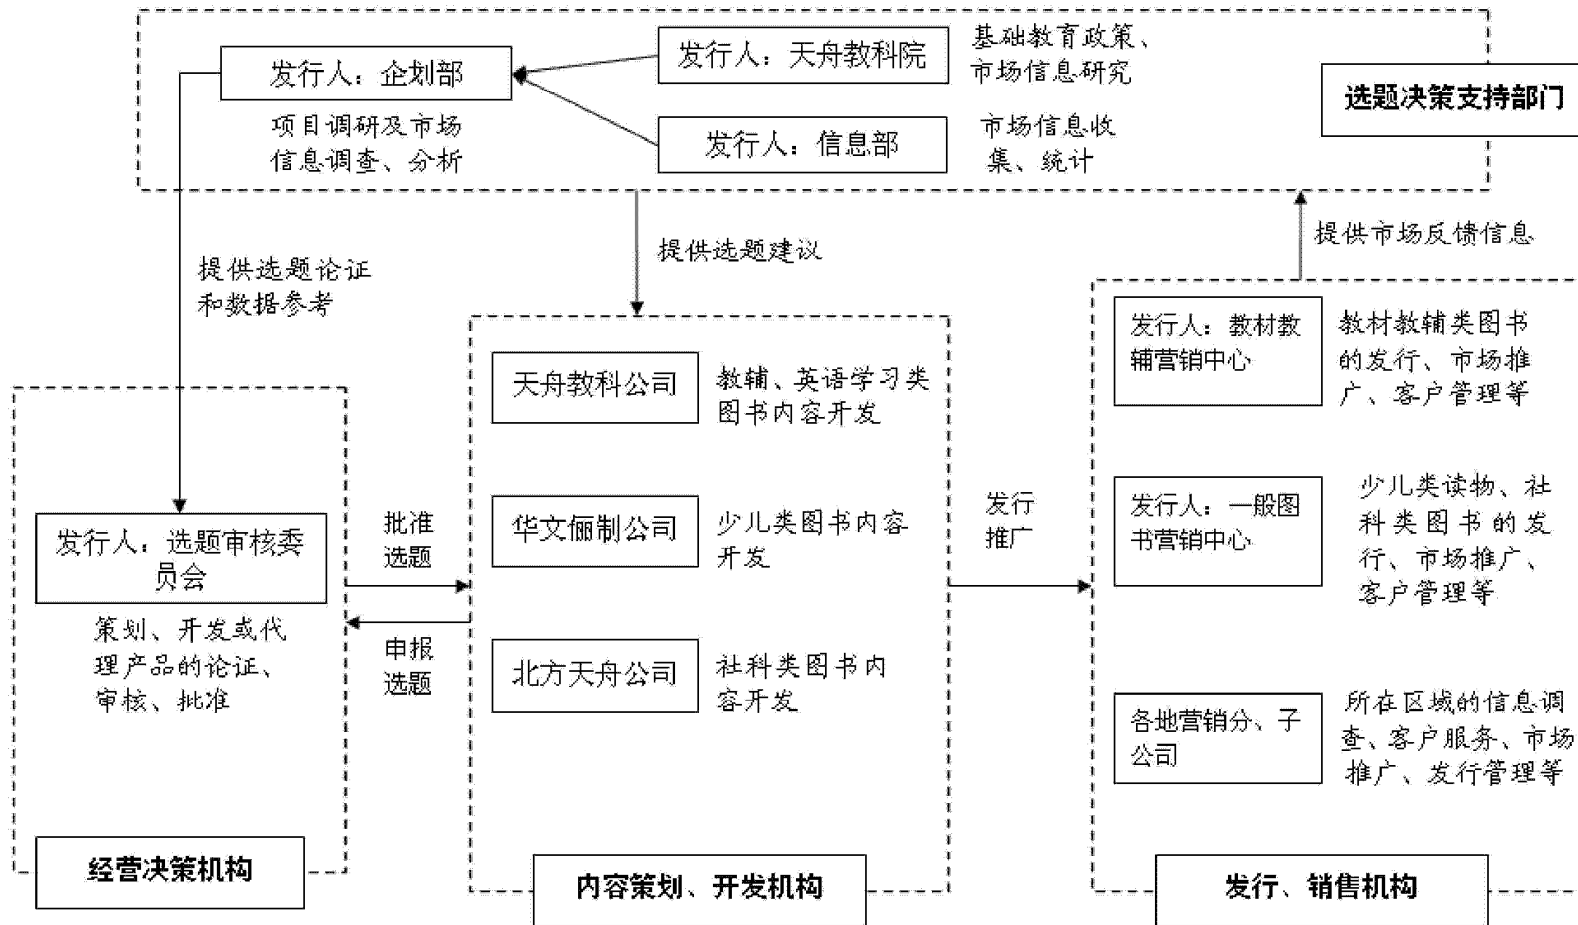 发行人：企划部
项目调研及市场
信息调查、分析
发行人：天舟教科院
基础教育政策、
市场信息研究
发行人：信息部
市场信息收
集、统计
选题决策支持部门
提供选题论证
和数据参考
提供选题建议
提供市场反馈信息
发行人：选题审核委
员会
策划、开发或代
理产品的论证、
审核、批准
经营决策机构
批准
选题
申报
选题
天舟教科公司
教辅、英语学习类
图书内容开发
华文俪制公司
少儿类图书内容
开发
北方天舟公司
社科类图书内
容开发
内容策划、开发机构
发行
推广
发行人：教材教
辅营销中心
教材教辅类图书
的发行、市场推
广、客户管理等
发行人：一般图
书营销中心
少儿类读物、社
科类图书的发
行、市场推广、
客户管理等
各地营销分、子
公司
所在区域的信息调
查、客户服务、市场
推广、发行管理等
发行、销售机构